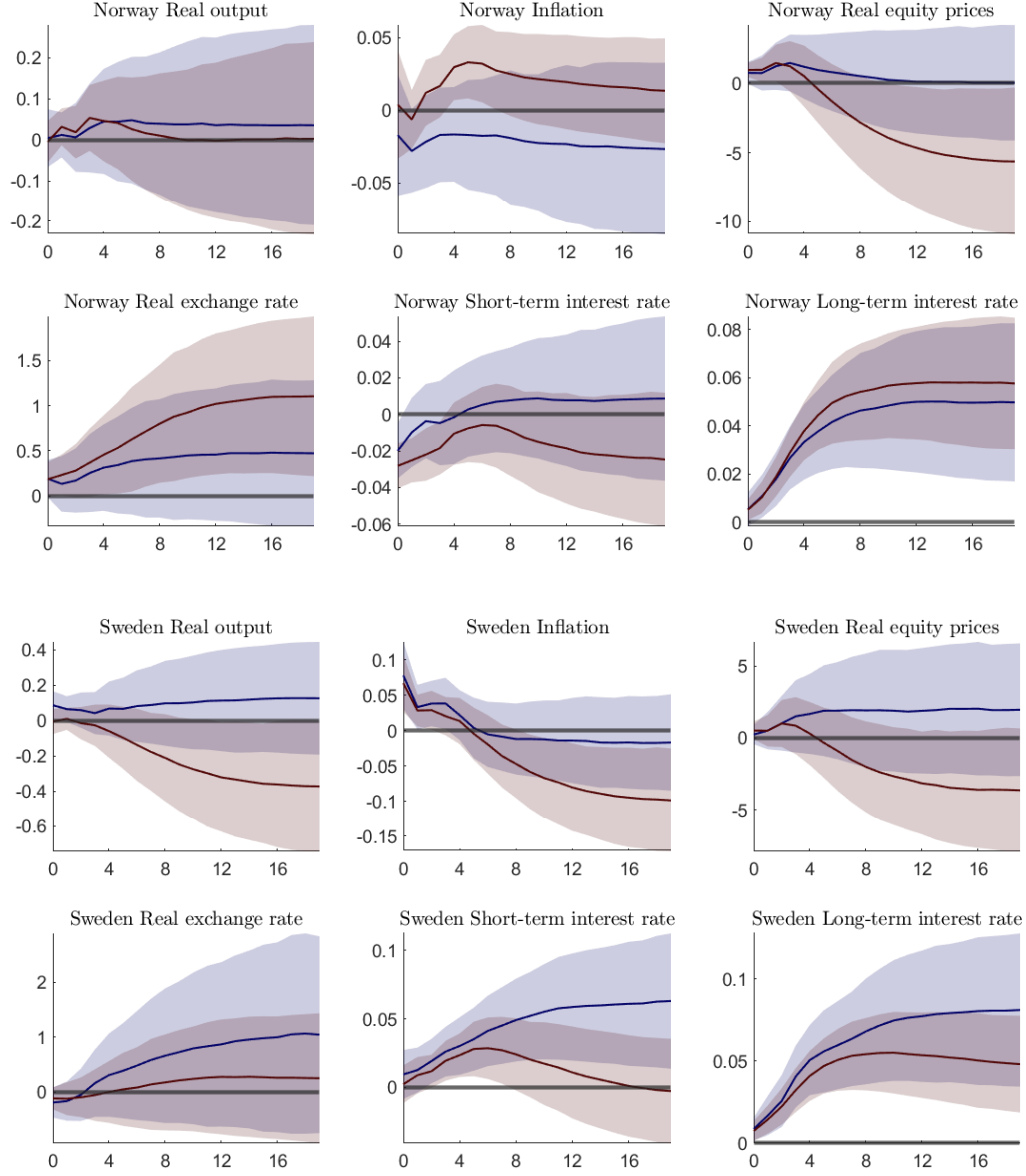 Norway Real output
0.2
0.1
0
-0.1
-0.2
0 4 8 12 16
Norway Inflation
0.05
0
-0.05
0 4 8 12 16
Norway Real equity prices
0
-5
-10
0 4 8 12 16
Norway Real exchange rate
1.5
1
0.5
0
0 4 8 12 16
Norway Short-term interest rate
0.04
0.02
0
-0.02
-0.04
-0.06
0 4 8 12 16
Norway Long-term interest rate
0.08
0.06
0.04
0.02
0
0 4 8 12 16
Sweden Real output
0.4
0.2
0
-0.2
-0.4
-0.6
0 4 8 12 16
Sweden Inflation
0.1
0.05
0
-0.05
-0.1
-0.15
0 4 8 12 16
Sweden Real equity prices
5
0
-5
0 4 8 12 16
Sweden Real exchange rate
2
1
0
0 4 8 12 16
Sweden Short-term interest rate
0.1
0.05
0
0 4 8 12 16
Sweden Long-term interest rate
0.1
0.05
0
0 4 8 12 16